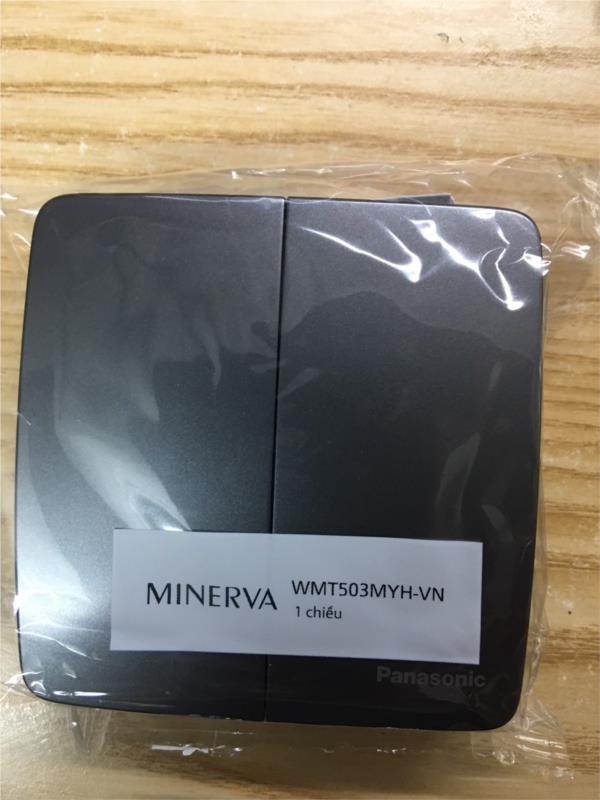 MINERVA WMT503MYH-VN
1 chiều
Panasonic